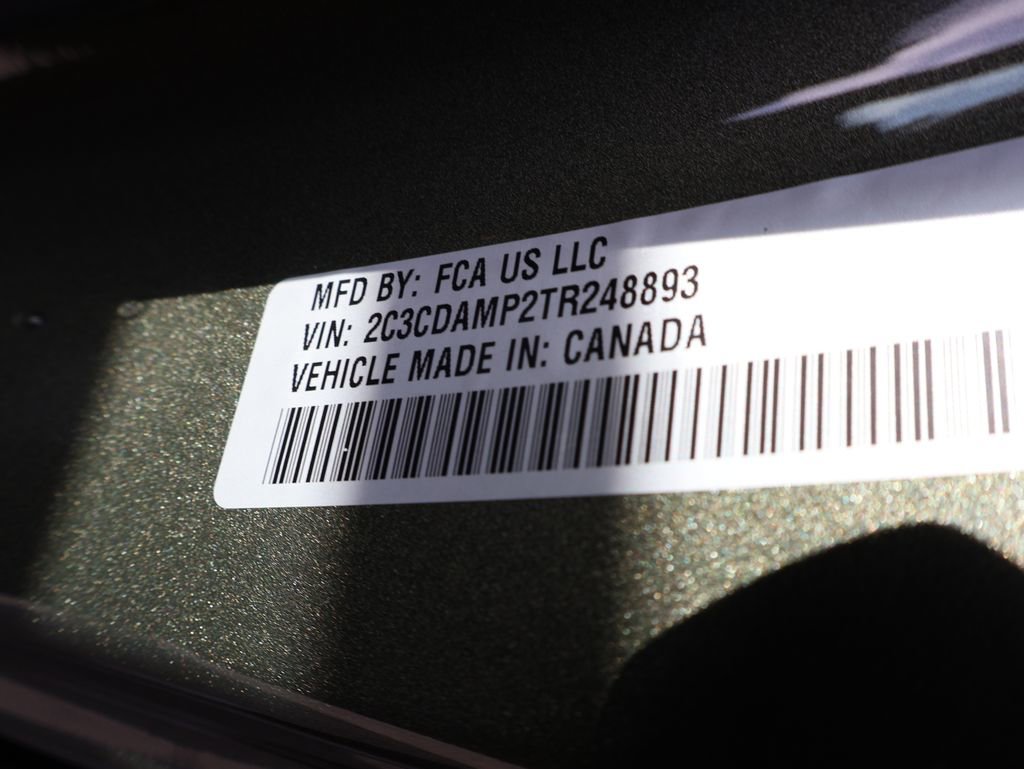 MFD BY: FCA US LLC
VIN: 2C3CDAMP2TR248893
VEHICLE MADE IN: CANADA